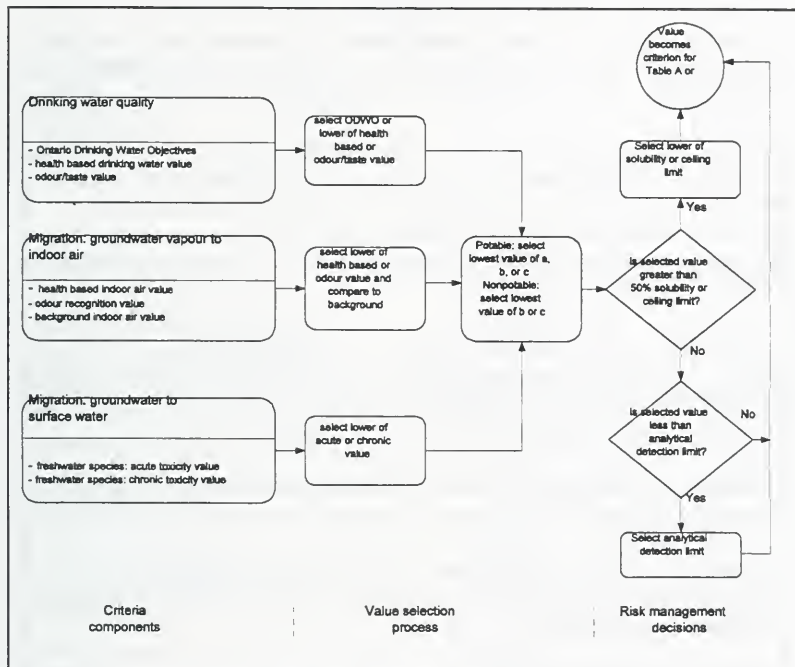 Drinking water quality
- Ontario Drinking Water Objectives
- health based drinking water value
- odour/taste value
select ODWO or
lower of health
based or
odour/taste value
Migration: groundwater vapour to
indoor air
- health based indoor air value
- odour recognition value
- background indoor air value
select lower of
health based or
odour value and
compare to
background
Migration: groundwater to
surface water
- freshwater species: acute toxicity value
- freshwater species: chronic toxicity value
select lower of
acute or chronic
value
Potable: select
lowest value of a,
b, or c
Nonpotable:
select lowest
value of b or c
Value
becomes
criterion for
Table A or
Select lower of
solubility or ceiling
limit
Yes
Is selected value
greater than
50% solubility or
ceiling limit?
No
Is selected value
less than
analytical
detection limit?
No
Yes
Select analytical
detection limit
Criteria
components
Value selection
process
Risk management
decisions